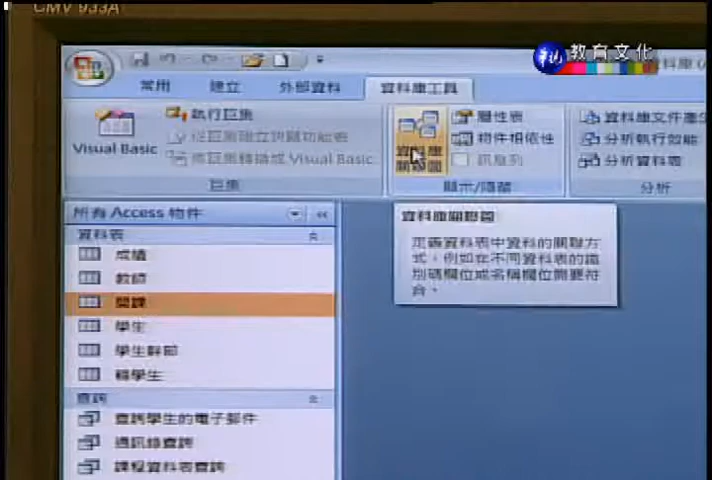 CMV 933A
華視 教育文化
常用 建立 外部資料 資料庫工具
Visual Basic
執行巨集
從巨集建立快顯功能表
將巨集轉換成 Visual Basic
巨集
資料庫
關聯圖
屬性表
物件相依性
訊息列
顯示/隱藏
資料庫文件產生
分析執行效能
分析資料表
分析
所有 Access 物件
資料表
成績
教師
開課
學生
學生幹部
轉學生
查詢
查詢學生的電子郵件
通訊錄查詢
課程資料表查詢
資料庫關聯圖
定義資料表中資料的關聯方
式，例如在不同資料表的識
別碼欄位或名稱欄位間要符
合。